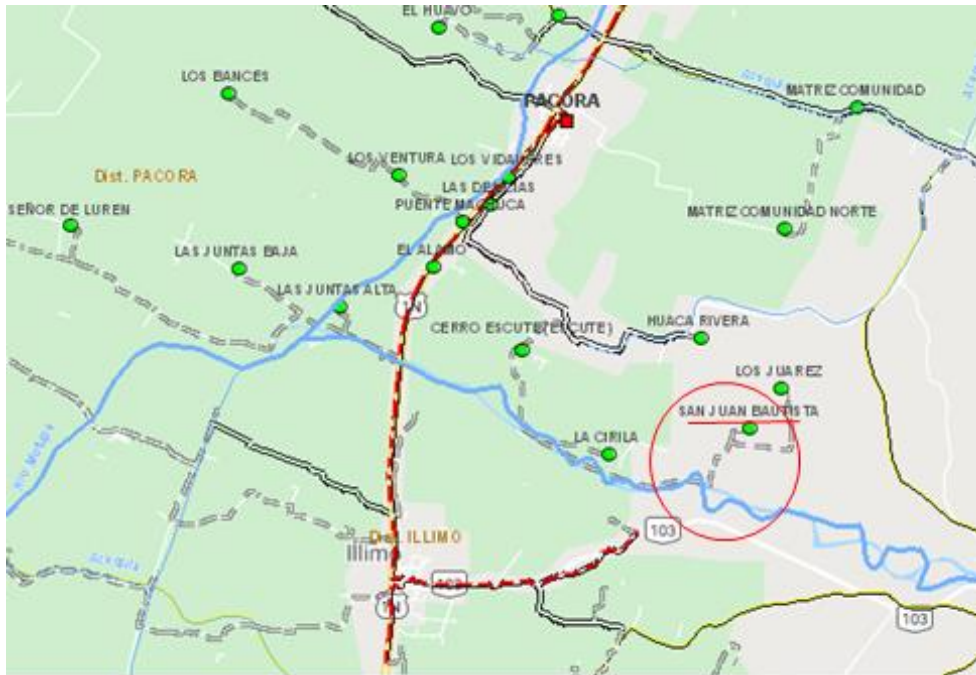 EL HUAVO
LOS BANCES
PACORA
MATRIZ COMUNIDAD
LOS VENTURA
LOS VIDAURRES
Dist. PACORA
LAS DELICIAS
SEÑOR DE LUREN
PUENTE MACHUCA
MATRIZ COMUNIDAD NORTE
LAS JUNTAS BAJA
EL ALAMO
LAS JUNTAS ALTA
1N
CERRO ESCUTE (ESCUTE)
HUACA RIVERA
LOS JUAREZ
SAN JUAN BAUTISTA
LA CIRILA
Dist. ILLIMO
103
Illimo
103
1N
103